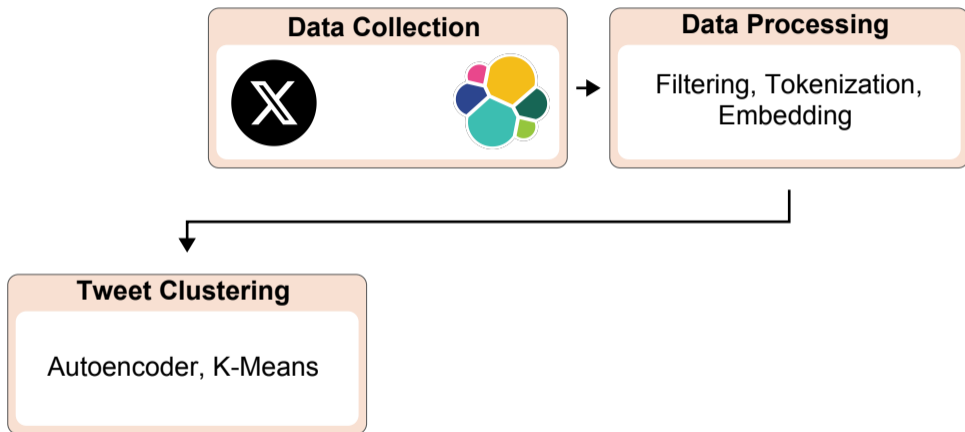 Data Collection
Data Processing
Filtering, Tokenization,
Embedding
Tweet Clustering
Autoencoder, K-Means